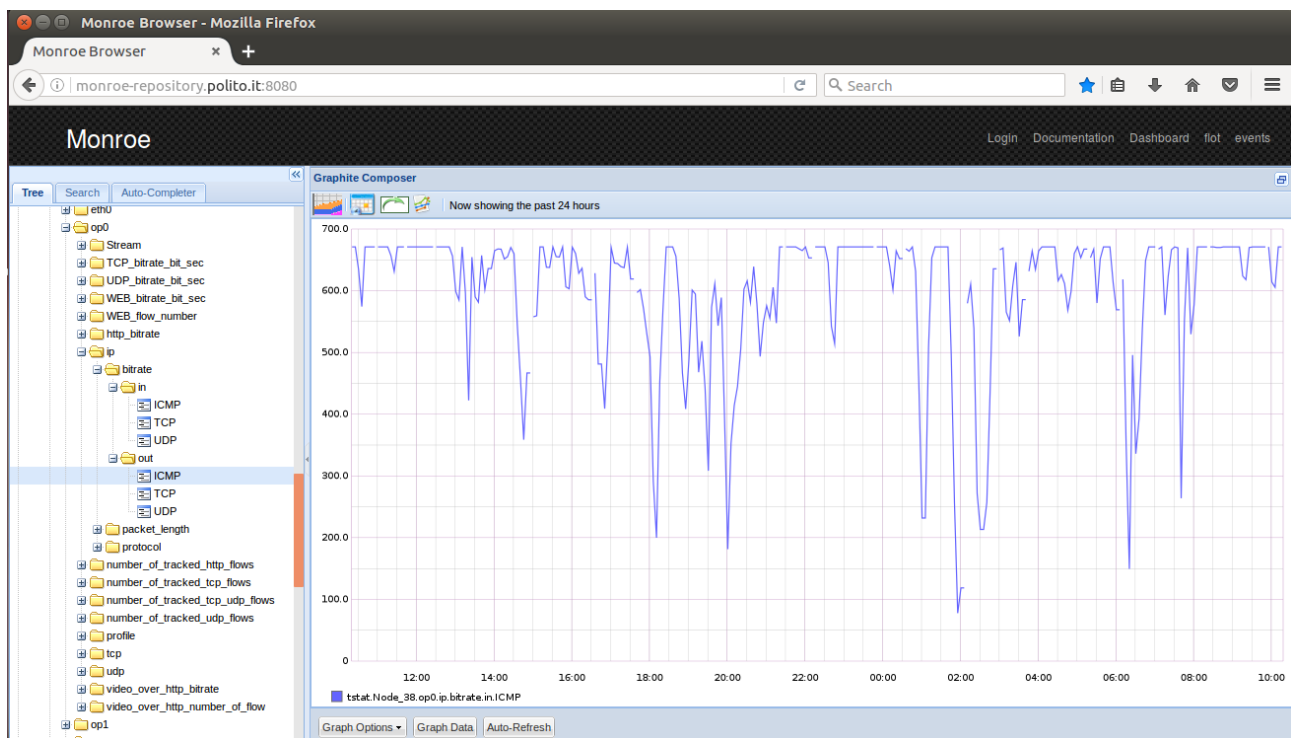 Monroe Browser - Mozilla Firefox
Monroe Browser × +
monroe-repository.polito.it:8080
Search
Monroe
Login Documentation Dashboard flot events
Tree Search Auto-Completer
eth0
op0
Stream
TCP_bitrate_bit_sec
UDP_bitrate_bit_sec
WEB_bitrate_bit_sec
WEB_flow_number
http_bitrate
ip
bitrate
in
ICMP
TCP
UDP
out
ICMP
TCP
UDP
packet_length
protocol
number_of_tracked_http_flows
number_of_tracked_tcp_flows
number_of_tracked_tcp_udp_flows
number_of_tracked_udp_flows
profile
tcp
udp
video_over_http_bitrate
video_over_http_number_of_flow
op1
Graphite Composer
Now showing the past 24 hours
700.0
600.0
500.0
400.0
300.0
200.0
100.0
0
12:00 14:00 16:00 18:00 20:00 22:00 00:00 02:00 04:00 06:00 08:00 10:00
tstat.Node_38.op0.ip.bitrate.in.ICMP
Graph Options Graph Data Auto-Refresh